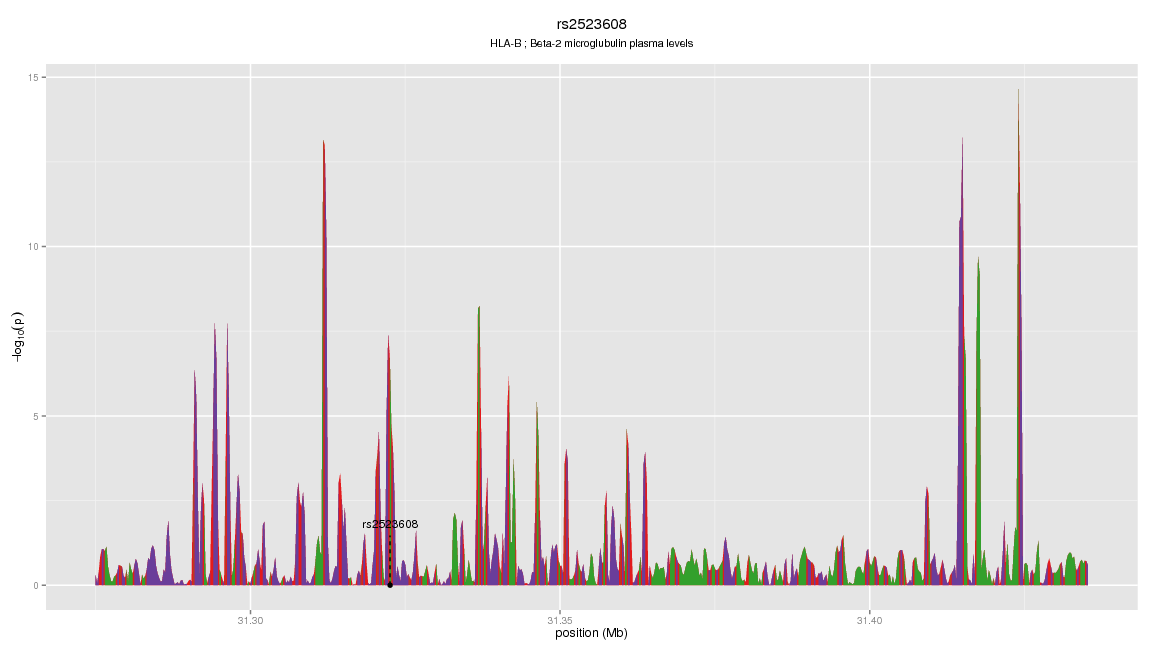 rs2523608
HLA-B ; Beta-2 microglubulin plasma levels
15
10
5
0
−log10(p)
rs2523608
31.30
31.35
31.40
position (Mb)